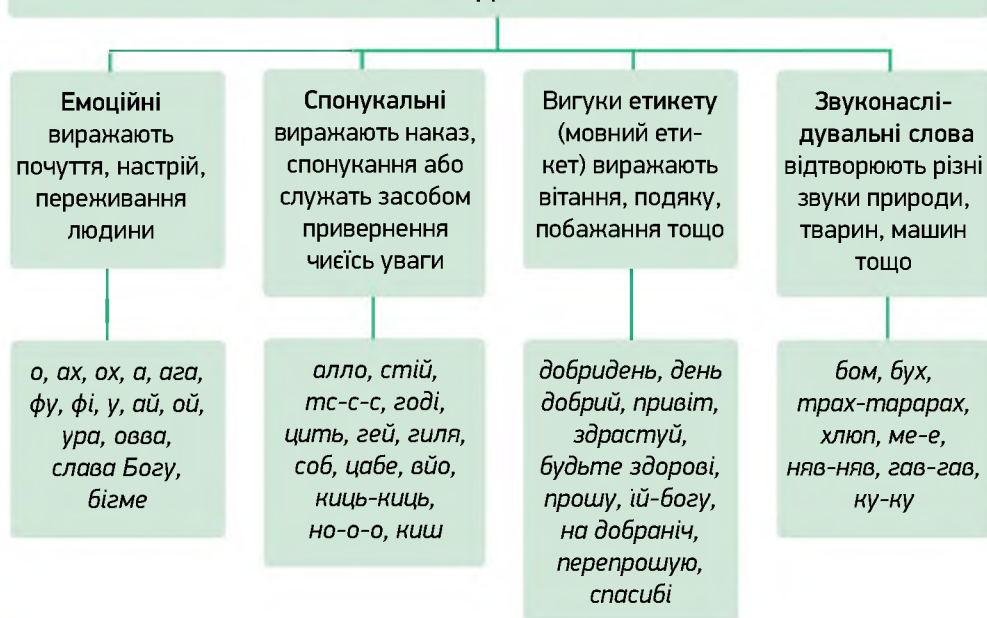 Емоційні
виражають
почуття, настрій,
переживання
людини
Спонукальні
виражають наказ,
спонукання або
служать засобом
привернення
чиєїсь уваги
Вигуки етикету
(мовний ети-
кет) виражають
вітання, подяку,
побажання тощо
Звуконаслі-
дувальні слова
відтворюють різні
звуки природи,
тварин, машин
тощо
о, ах, ох, а, ага,
фу, фі, у, ай, ой,
ура, овва,
слава Богу,
бігме
алло, стій,
тс-с-с, годі,
цить, гей, гиля,
соб, цабе, вйо,
киць-киць,
но-о-о, киш
добридень, день
добрий, привіт,
здрастуй,
будьте здорові,
прошу, їй-богу,
на добраніч,
перепрошую,
спасибі
бом, бух,
трах-тарарах,
хлюп, ме-е,
няв-няв, гав-гав,
ку-ку